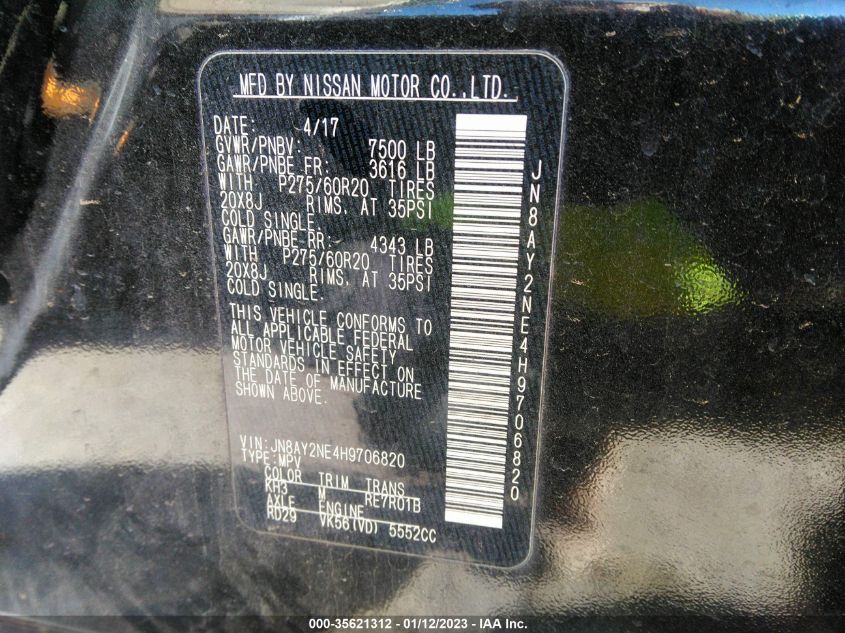 MFD BY NISSAN MOTOR CO.,LTD.
DATE: 4/17
GVWR/PNBV: 7500 LB
GAWR/PNBE FR: 3616 LB
WITH P275/60R20 TIRES
20X8J RIMS, AT 35PSI
COLD SINGLE.
GAWR/PNBE RR: 4343 LB
WITH P275/60R20 TIRES
20X8J RIMS, AT 35PSI
COLD SINGLE.
THIS VEHICLE CONFORMS TO
ALL APPLICABLE FEDERAL
MOTOR VEHICLE SAFETY
STANDARDS IN EFFECT ON
THE DATE OF MANUFACTURE
SHOWN ABOVE.
VIN:JN8AY2NE4H9706820
TYPE:MPV
COLOR TRIM TRANS
KH3 M RE7R01B
AXLE ENGINE
RD29 VK56(VD) 5552CC
JN8AY2NE4H9706820
000-35621312 - 01/12/2023 - IAA Inc.